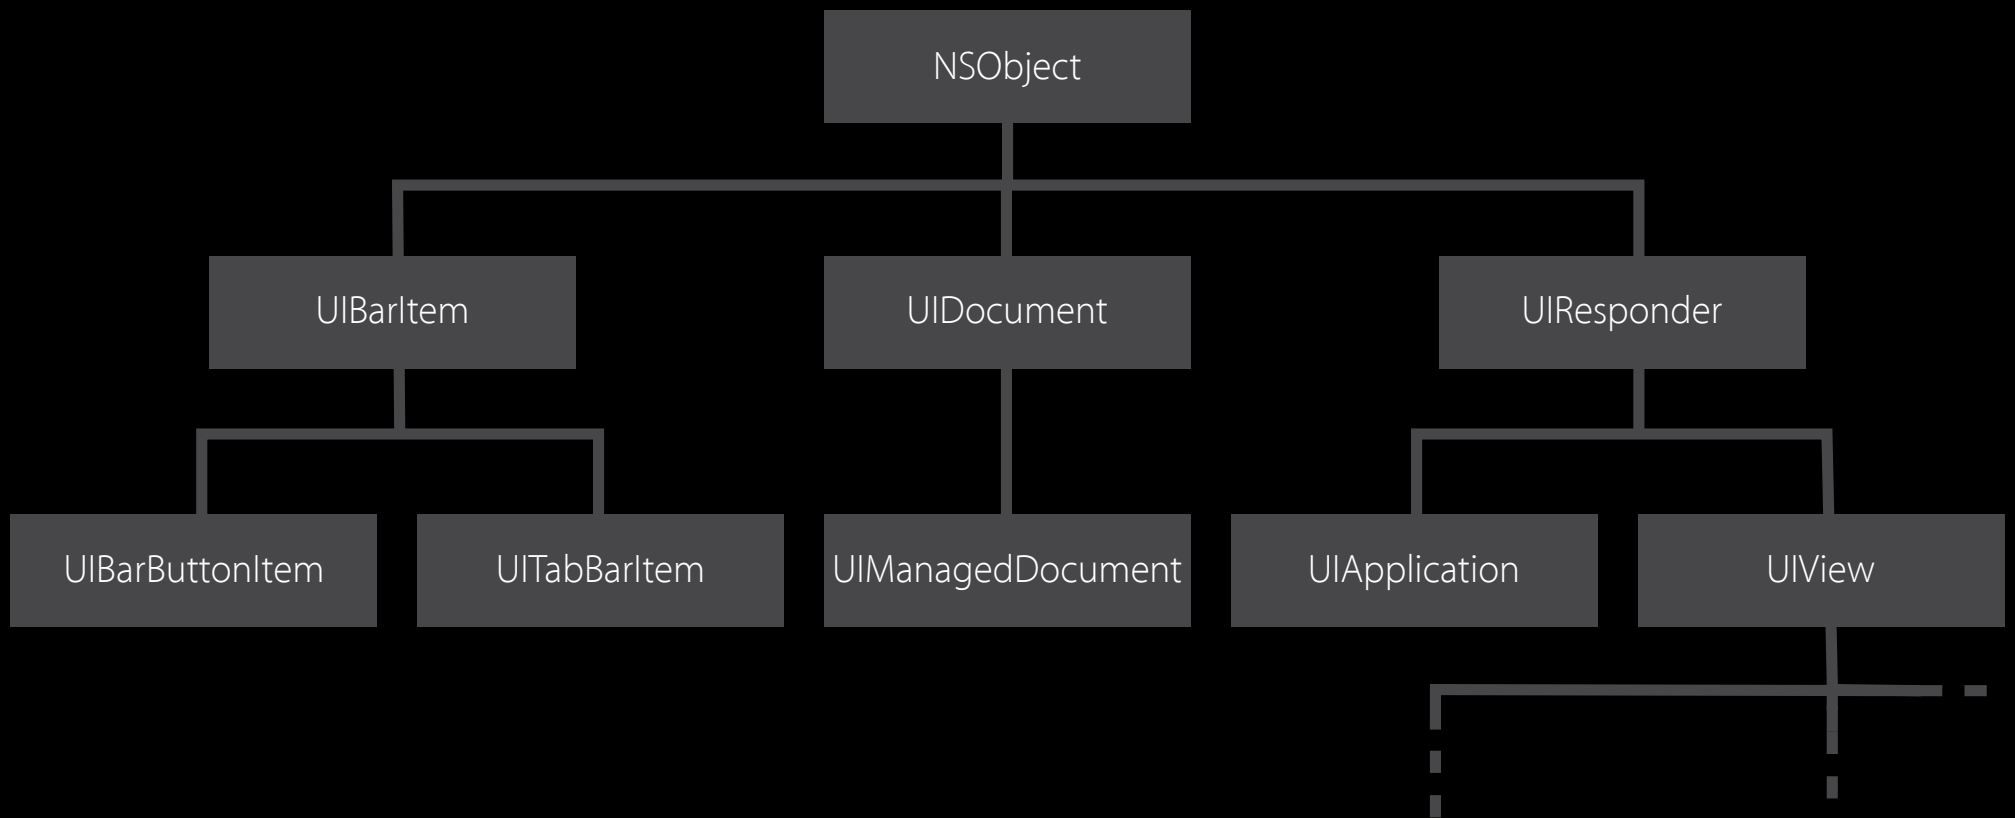 NSObject
UIBarItem
UIDocument
UIResponder
UIBarButtonItem
UITabBarItem
UIManagedDocument
UIApplication
UIView